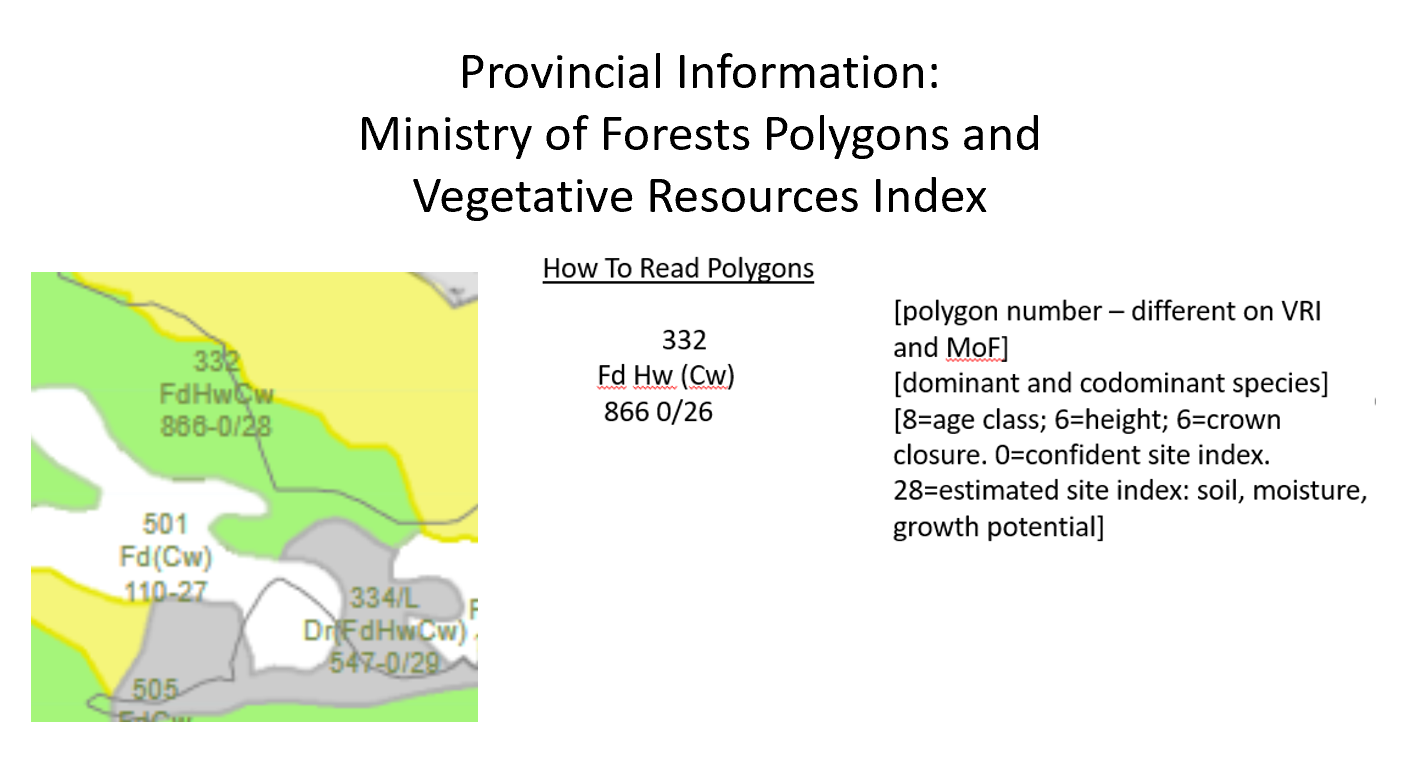 Provincial Information:
Ministry of Forests Polygons and
Vegetative Resources Index
How To Read Polygons
332
Fd Hw (Cw)
866 0/26
[polygon number – different on VRI
and MoF]
[dominant and codominant species]
[8=age class; 6=height; 6=crown
closure. 0=confident site index.
28=estimated site index: soil, moisture,
growth potential]
332
FdHwCw
866-0/28
501
Fd(Cw)
110-27
334/L
Dr(FdHwCw)
547-0/29
505
FdCw